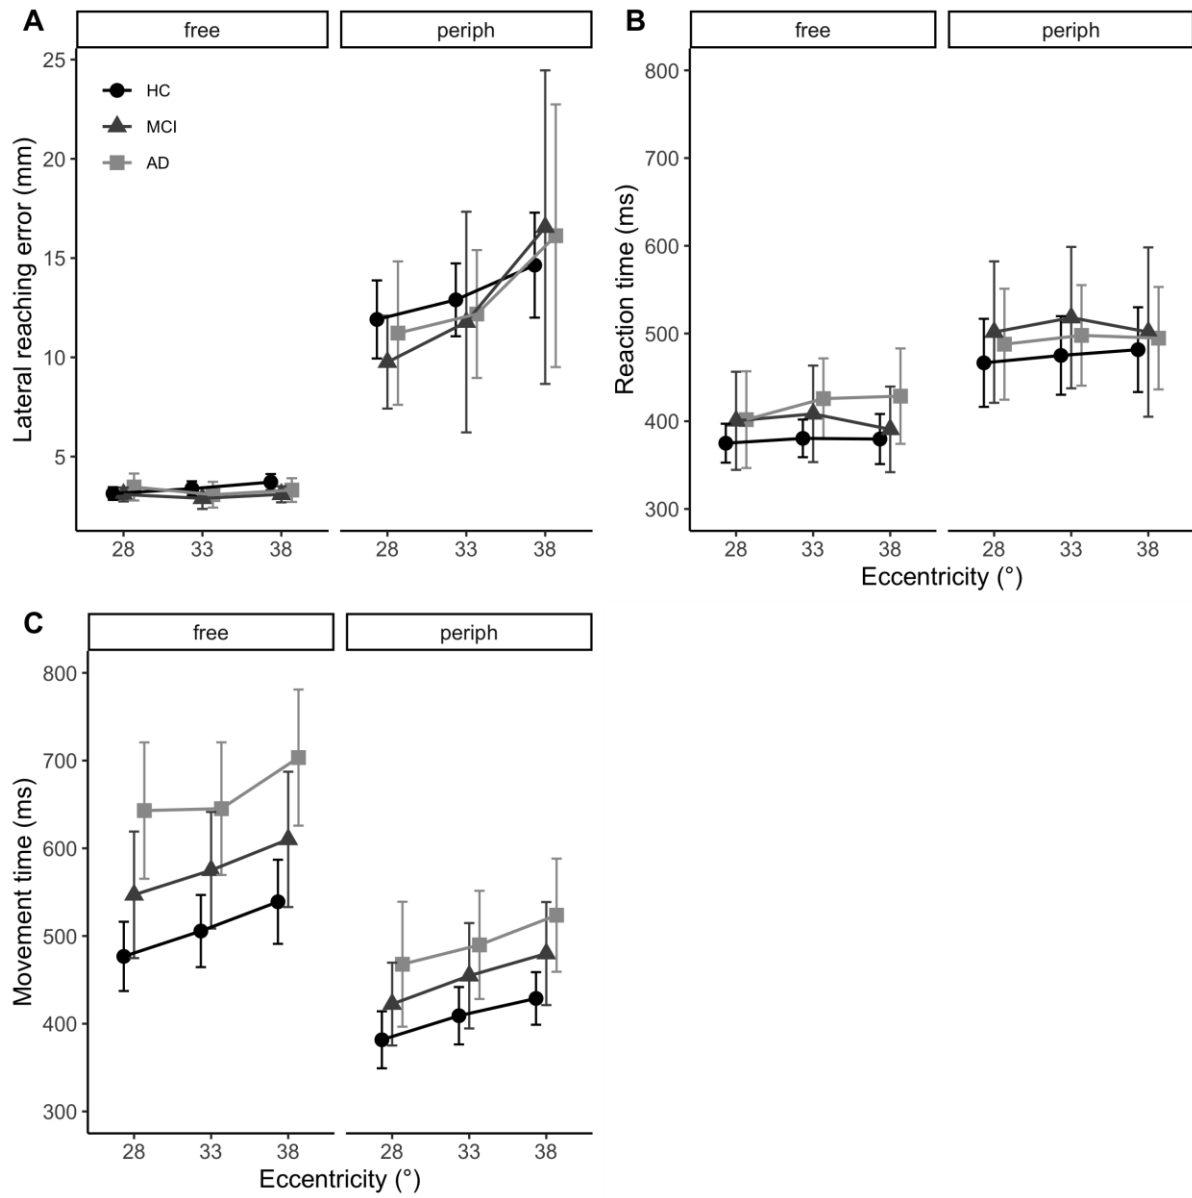 A
free
periph
25
20
15
10
5
Lateral reaching error (mm)
HC
MCI
AD
28
33
38
28
33
38
B
free
periph
800
700
600
500
400
300
Reaction time (ms)
28
33
38
28
33
38
Eccentricity (°)
C
free
periph
800
700
600
500
400
300
Movement time (ms)
28
33
38
28
33
38
Eccentricity (°)